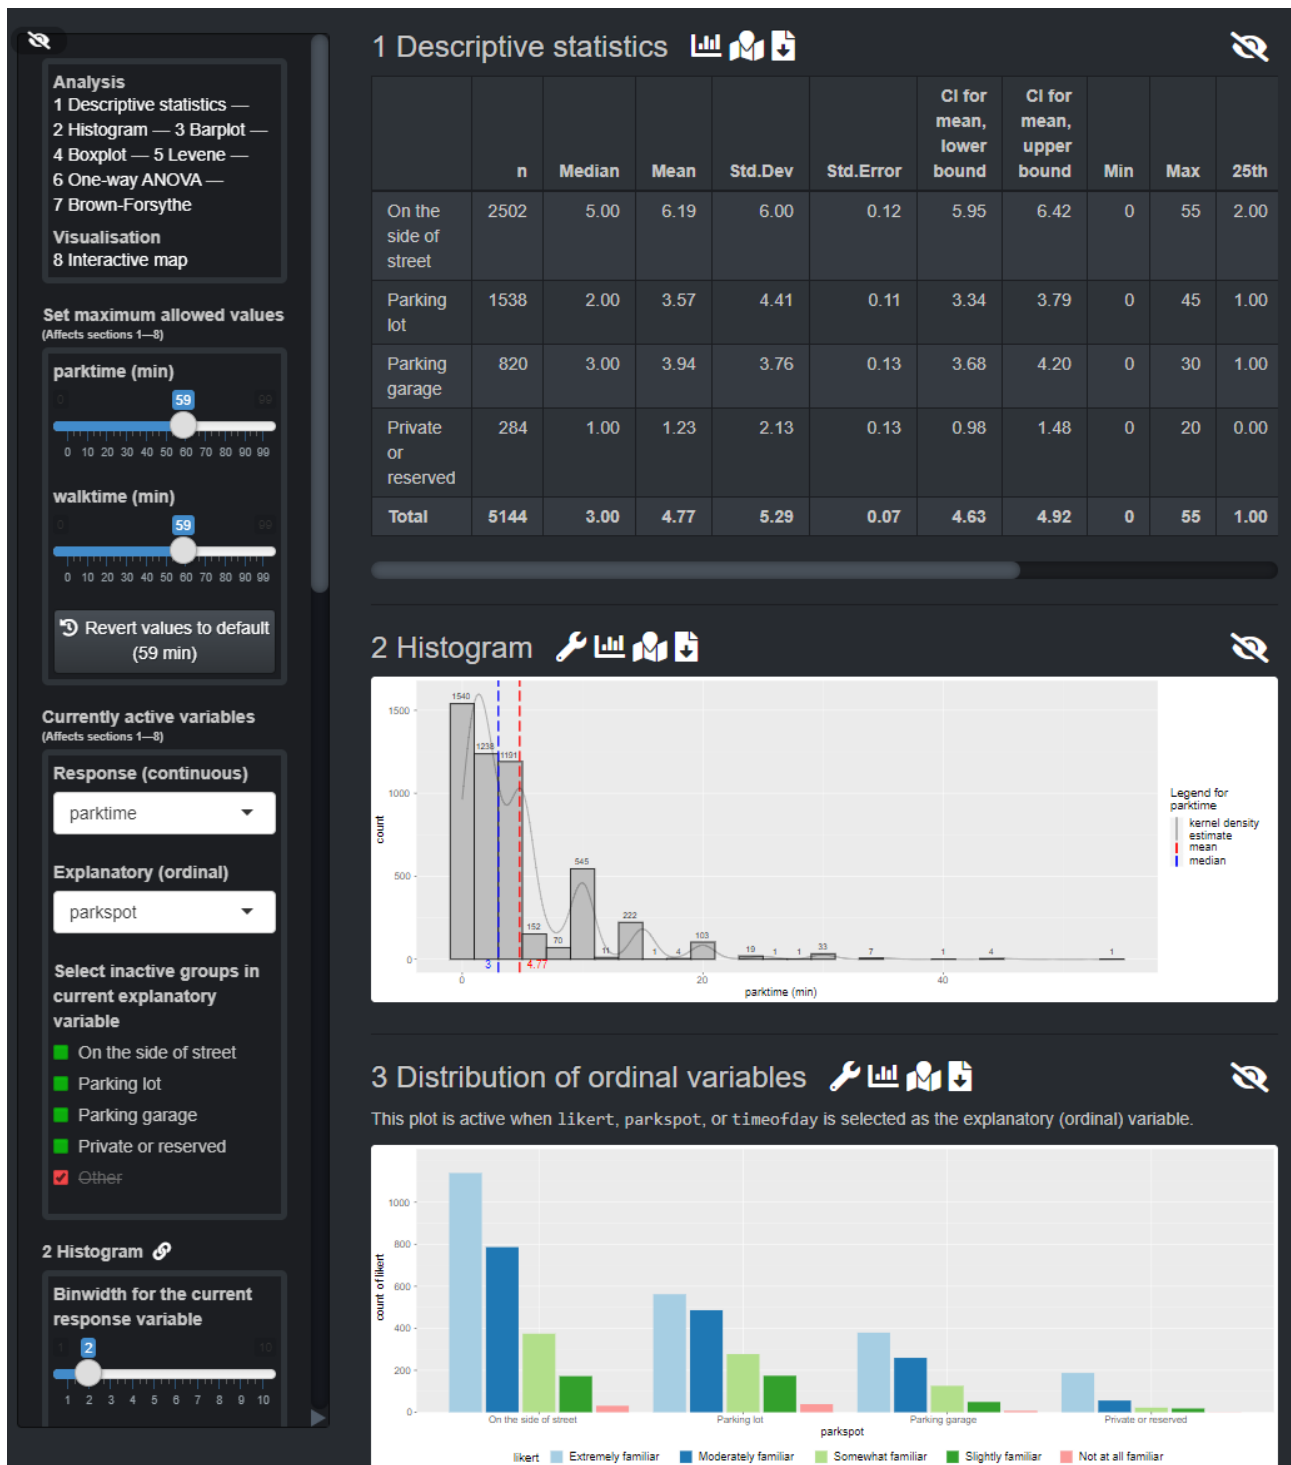 Analysis
1 Descriptive statistics —
2 Histogram — 3 Barplot —
4 Boxplot — 5 Levene —
6 One-way ANOVA —
7 Brown-Forsythe
Visualisation
8 Interactive map
Set maximum allowed values
(Affects sections 1—8)
parktime (min)
0 59 99
0 10 20 30 40 50 60 70 80 90 99
walktime (min)
0 59 99
0 10 20 30 40 50 60 70 80 90 99
Revert values to default
(59 min)
Currently active variables
(Affects sections 1—8)
Response (continuous)
parktime
Explanatory (ordinal)
parkspot
Select inactive groups in
current explanatory
variable
On the side of street
Parking lot
Parking garage
Private or reserved
Other
2 Histogram
Binwidth for the current
response variable
1 2 10
1 2 3 4 5 6 7 8 9 10
1 Descriptive statistics
n Median Mean Std.Dev Std.Error CI for mean, lower bound CI for mean, upper bound Min Max 25th
On the side of street 2502 5.00 6.19 6.00 0.12 5.95 6.42 0 55 2.00
Parking lot 1538 2.00 3.57 4.41 0.11 3.34 3.79 0 45 1.00
Parking garage 820 3.00 3.94 3.76 0.13 3.68 4.20 0 30 1.00
Private or reserved 284 1.00 1.23 2.13 0.13 0.98 1.48 0 20 0.00
Total 5144 3.00 4.77 5.29 0.07 4.63 4.92 0 55 1.00
2 Histogram
1540
1238
1191
152
70
545
11
222
1
4
103
19
1
1
33
7
1
4
1
1500
1000
500
0
count
3
4.77
0 20 40
parktime (min)
Legend for
parktime
kernel density
estimate
mean
median
3 Distribution of ordinal variables
This plot is active when likert, parkspot, or timeofday is selected as the explanatory (ordinal) variable.
1000
800
600
400
200
0
count of likert
On the side of street Parking lot Parking garage Private or reserved
parkspot
likert Extremely familiar Moderately familiar Somewhat familiar Slightly familiar Not at all familiar